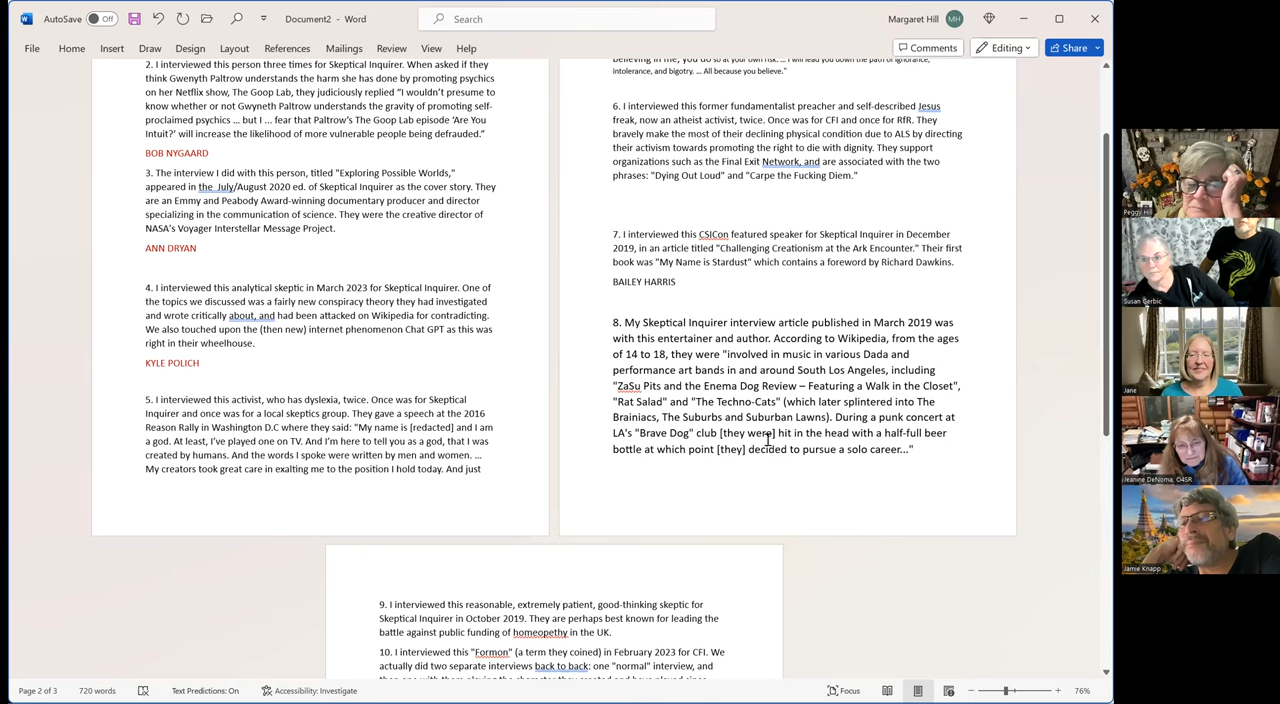 AutoSave Off Document2 - Word Search Margaret Hill MH
File Home Insert Draw Design Layout References Mailings Review View Help Comments Editing Share
2. I interviewed this person three times for Skeptical Inquirer. When asked if they
think Gwenyth Paltrow understands the harm she has done by promoting psychics
on her Netflix show, The Goop Lab, they judiciously replied “I wouldn’t presume to
know whether or not Gwyneth Paltrow understands the gravity of promoting self-
proclaimed psychics … but I … fear that Paltrow’s The Goop Lab episode ‘Are You
Intuit?’ will increase the likelihood of more vulnerable people being defrauded.”
BOB NYGAARD
3. The interview I did with this person, titled "Exploring Possible Worlds,"
appeared in the July/August 2020 ed. of Skeptical Inquirer as the cover story. They
are an Emmy and Peabody Award-winning documentary producer and director
specializing in the communication of science. They were the creative director of
NASA's Voyager Interstellar Message Project.
ANN DRYAN
4. I interviewed this analytical skeptic in March 2023 for Skeptical Inquirer. One of
the topics we discussed was a fairly new conspiracy theory they had investigated
and wrote critically about, and had been attacked on Wikipedia for contradicting.
We also touched upon the (then new) internet phenomenon Chat GPT as this was
right in their wheelhouse.
KYLE POLICH
5. I interviewed this activist, who has dyslexia, twice. Once was for Skeptical
Inquirer and once was for a local skeptics group. They gave a speech at the 2016
Reason Rally in Washington D.C where they said: "My name is [redacted] and I am
a god. At least, I’ve played one on TV. And I’m here to tell you as a god, that I was
created by humans. And the words I spoke were written by men and women. …
My creators took great care in exalting me to the position I hold today. And just
believing in me, you do so at your own risk. … I will lead you down the path of ignorance,
intolerance, and bigotry. … All because you believe."
6. I interviewed this former fundamentalist preacher and self-described Jesus
freak, now an atheist activist, twice. Once was for CFI and once for RfR. They
bravely make the most of their declining physical condition due to ALS by directing
their activism towards promoting the right to die with dignity. They support
organizations such as the Final Exit Network, and are associated with the two
phrases: "Dying Out Loud" and "Carpe the Fucking Diem."
7. I interviewed this CSICon featured speaker for Skeptical Inquirer in December
2019, in an article titled "Challenging Creationism at the Ark Encounter." Their first
book was "My Name is Stardust" which contains a foreword by Richard Dawkins.
BAILEY HARRIS
8. My Skeptical Inquirer interview article published in March 2019 was
with this entertainer and author. According to Wikipedia, from the ages
of 14 to 18, they were "involved in music in various Dada and
performance art bands in and around South Los Angeles, including
"ZaSu Pits and the Enema Dog Review – Featuring a Walk in the Closet",
"Rat Salad" and "The Techno-Cats" (which later splintered into The
Brainiacs, The Suburbs and Suburban Lawns). During a punk concert at
LA's "Brave Dog" club [they were] hit in the head with a half-full beer
bottle at which point [they] decided to pursue a solo career..."
9. I interviewed this reasonable, extremely patient, good-thinking skeptic for
Skeptical Inquirer in October 2019. They are perhaps best known for leading the
battle against public funding of homeopethy in the UK.
10. I interviewed this "Formon" (a term they coined) in February 2023 for CFI. We
actually did two separate interviews back to back: one "normal" interview, and
Peggy Hill
Susan Gerbic
Jane
Jeanine DeNoma, O4SR
Jamie Knapp
Page 2 of 3 720 words Text Predictions: On Accessibility: Investigate Focus 76%